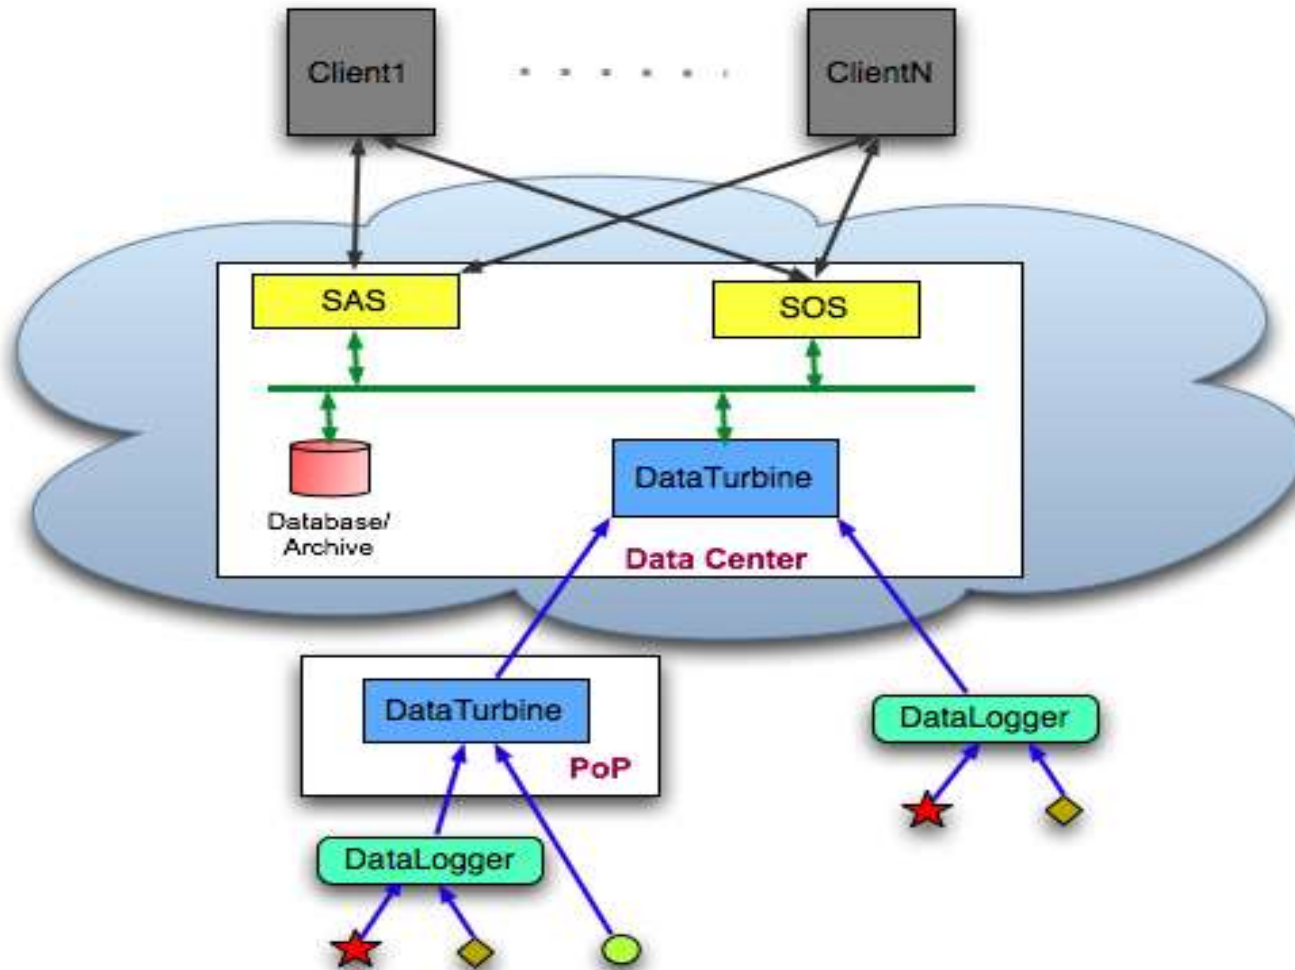 Client1
ClientN
SAS
SOS
DataTurbine
Database/
Archive
Data Center
DataTurbine
PoP
DataLogger
DataLogger